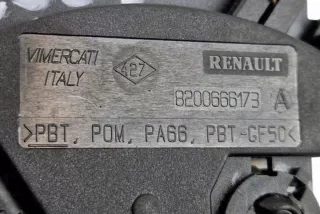 VIMERCATI
ITALY
427
RENAULT
8200666173 A
>PBT, POM, PA66, PBT-GF50<